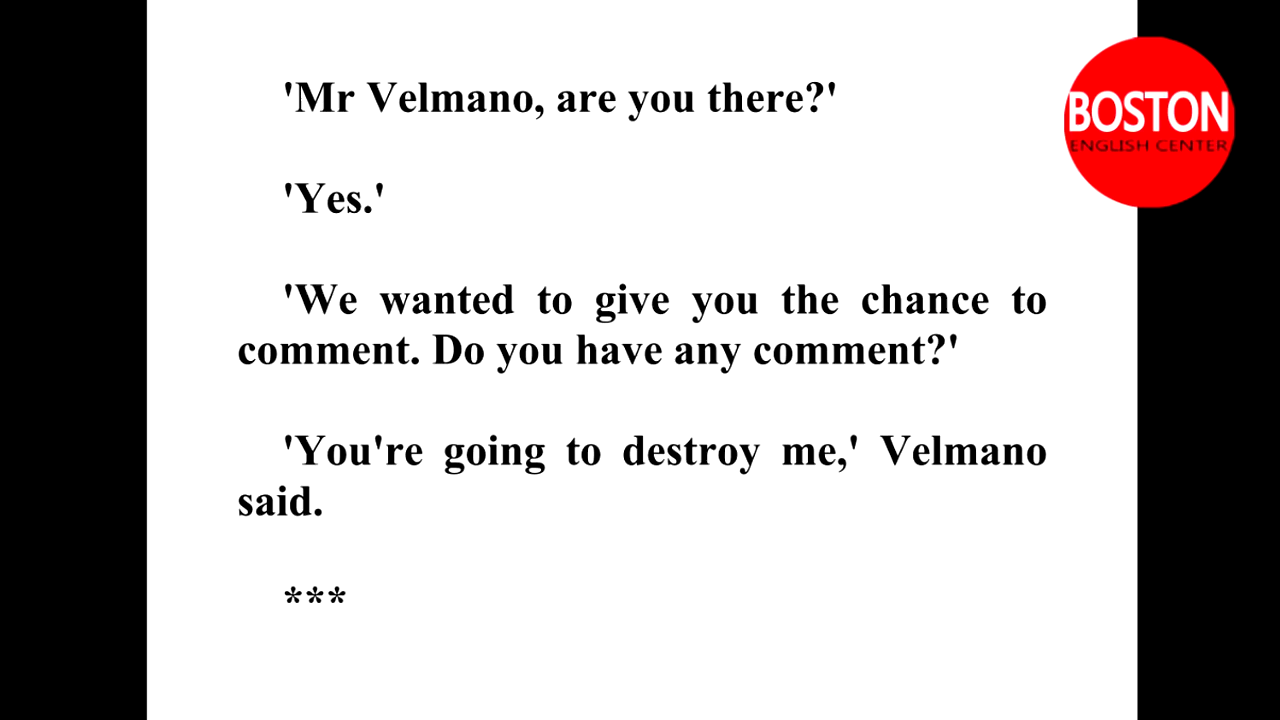 'Mr Velmano, are you there?'
BOSTON
ENGLISH CENTER
'Yes.'
'We wanted to give you the chance to
comment. Do you have any comment?'
'You're going to destroy me,' Velmano
said.
***